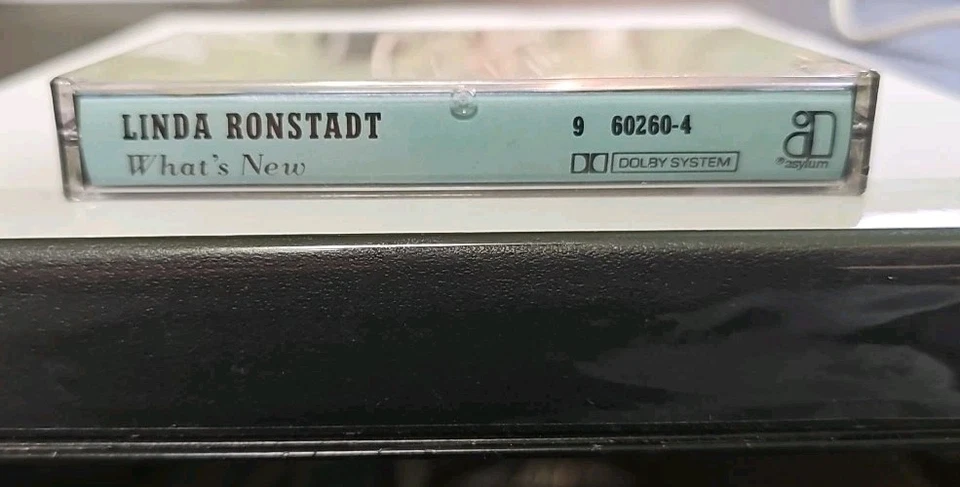 LINDA RONSTADT
What's New
9 60260-4
DOLBY SYSTEM
asylum